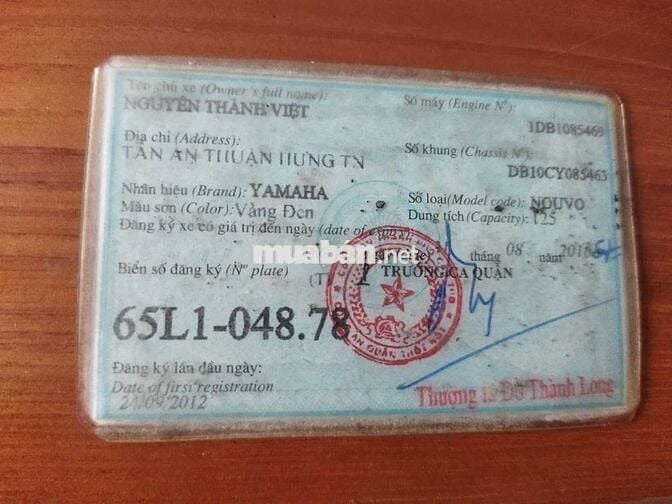 Tên chủ xe (Owner's full name):
NGUYỄN THÀNH VIỆT
Số máy (Engine N°)
1DB1085469
Địa chỉ (Address):
TÂN AN THUẬN HƯNG TN
Số khung (Chassis N°)
DB10CY085463
Nhãn hiệu (Brand): YAMAHA
Số loại(Model code): NOUVO
Màu sơn (Color): Vàng Đen
Dung tích (Capacity): 125
Đăng ký xe có giá trị đến ngày (date of
muaban.net
tháng 08 năm
Biển số đăng ký (N° plate)
TRƯỞNG CA QUẬN
65L1-048.78
Đăng ký lần đầu ngày:
Date of first registration
24/09/2012
Thượng tá Đỗ Thành Long